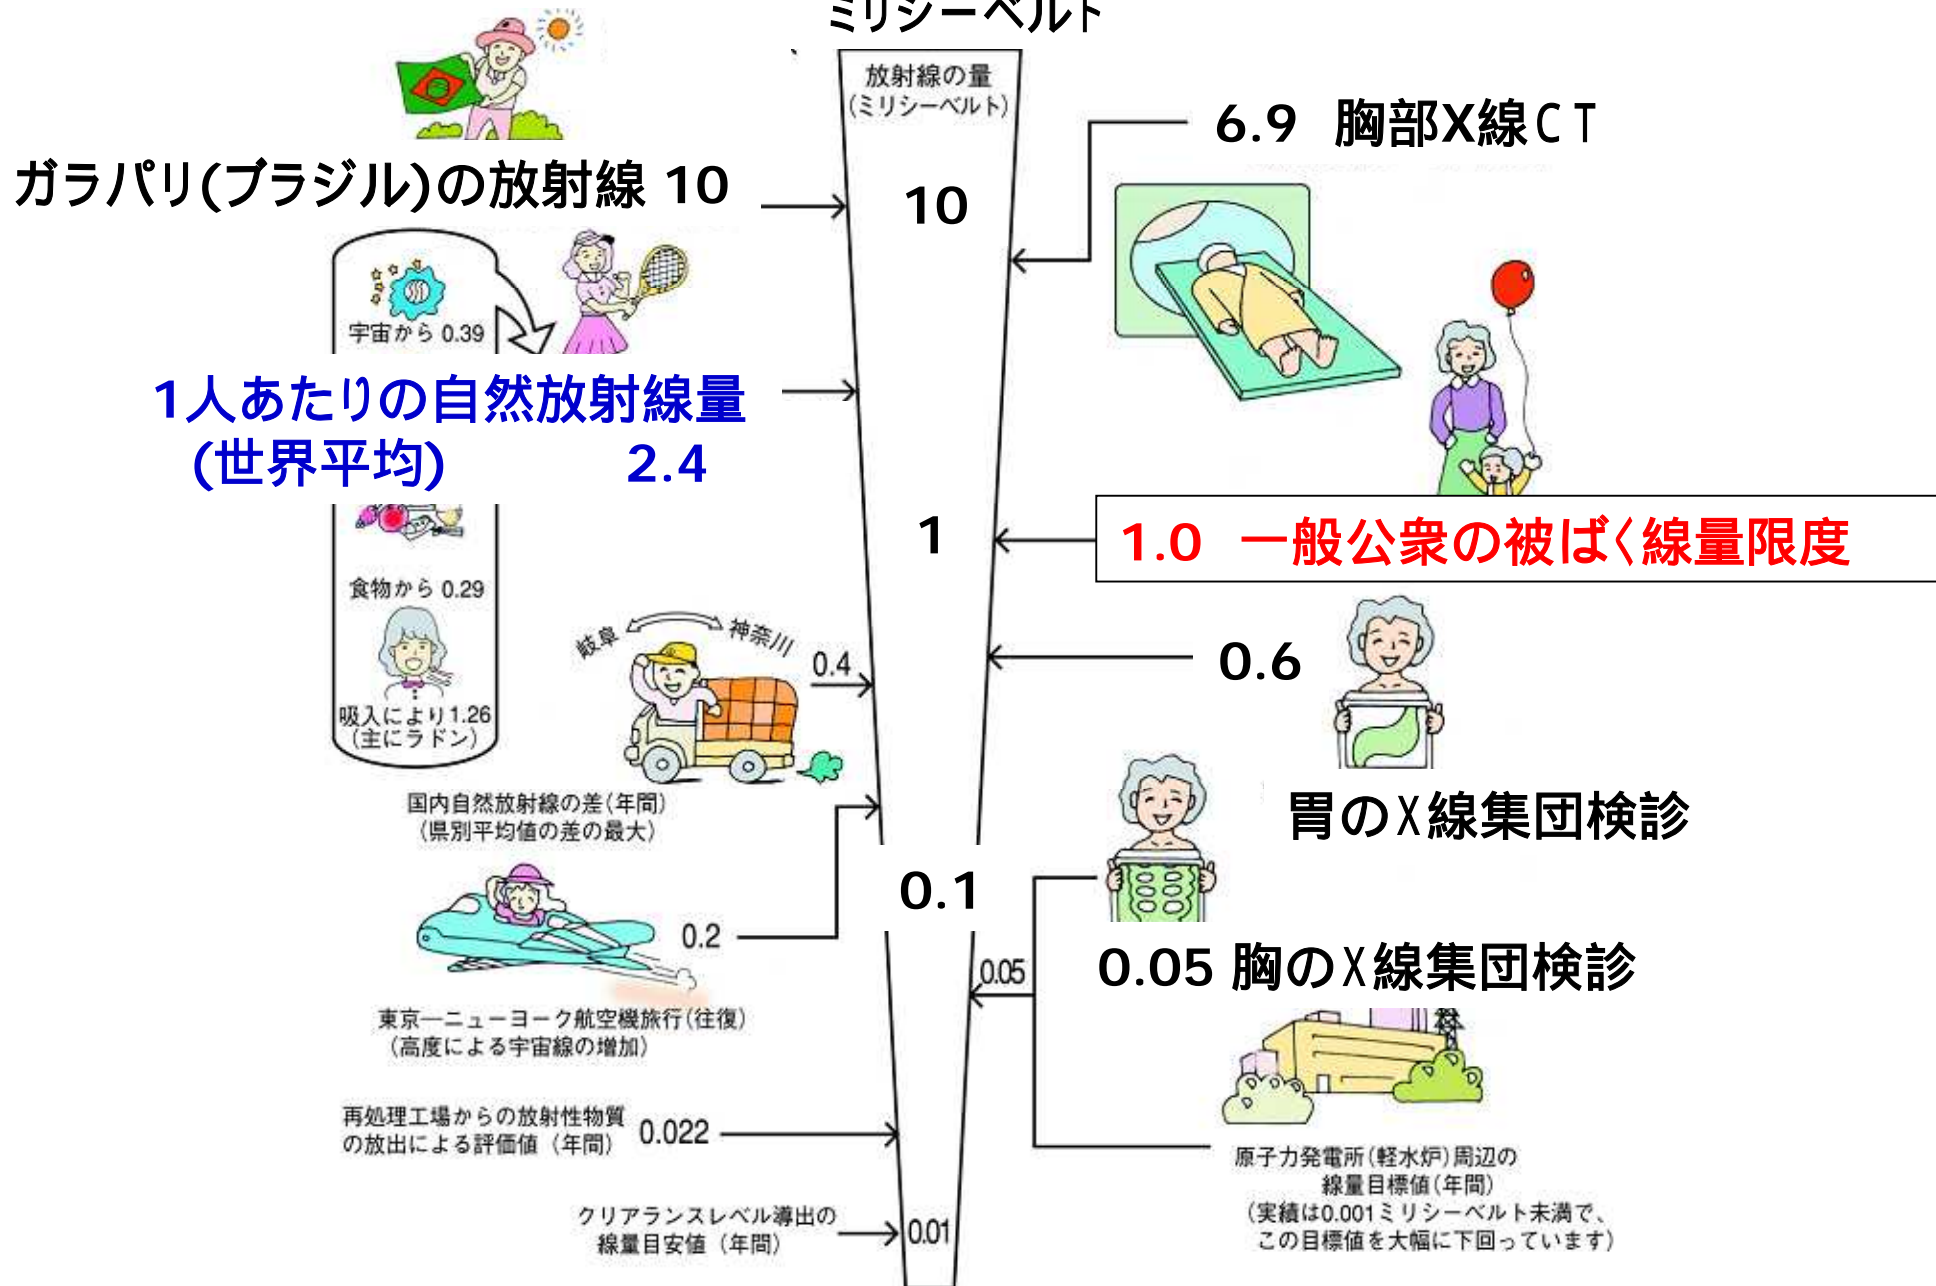 ミリシーベルト
放射線の量
(ミリシーベルト)
6.9 胸部X線CT
ガラパリ(ブラジル)の放射線 10
10
宇宙から 0.39
1人あたりの自然放射線量
(世界平均) 2.4
1
1.0 一般公衆の被ばく線量限度
食物から 0.29
岐阜
神奈川
0.4
0.6
吸入により1.26
(主にラドン)
国内自然放射線の差(年間)
(県別平均値の差の最大)
胃のX線集団検診
0.1
0.2
0.05
0.05 胸のX線集団検診
東京―ニューヨーク航空機旅行(往復)
(高度による宇宙線の増加)
再処理工場からの放射性物質
の放出による評価値(年間)
0.022
原子力発電所(軽水炉)周辺の
線量目標値(年間)
(実績は0.001ミリシーベルト未満で、
この目標値を大幅に下回っています)
クリアランスレベル導出の
線量目安値(年間)
0.01